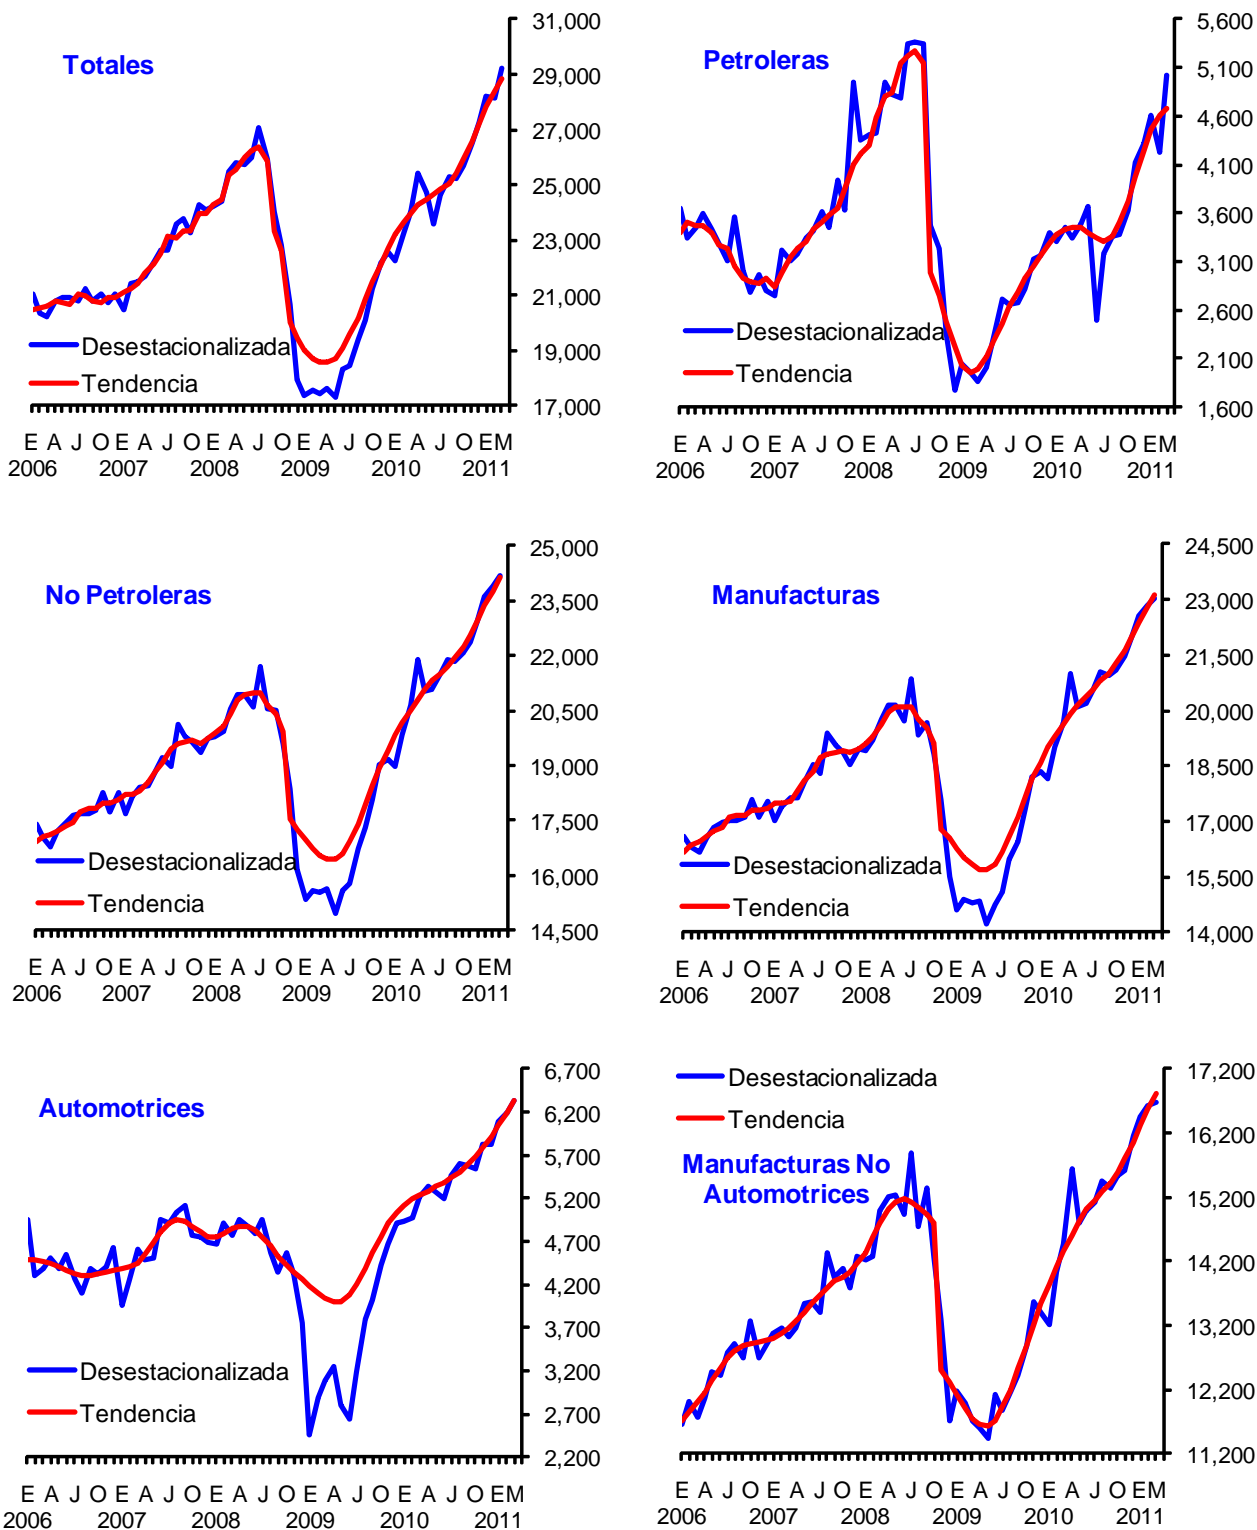 Totales
31,000
29,000
27,000
25,000
23,000
21,000
19,000
17,000
Desestacionalizada
Tendencia
E A J O E A J O E A J O E A J O E A J O EM
2006 2007 2008 2009 2010 2011
Petroleras
5,600
5,100
4,600
4,100
3,600
3,100
2,600
2,100
1,600
Desestacionalizada
Tendencia
E A J O E A J O E A J O E A J O E A J O EM
2006 2007 2008 2009 2010 2011
No Petroleras
25,000
23,500
22,000
20,500
19,000
17,500
16,000
14,500
Desestacionalizada
Tendencia
E A J O E A J O E A J O E A J O E A J O EM
2006 2007 2008 2009 2010 2011
Manufacturas
24,500
23,000
21,500
20,000
18,500
17,000
15,500
14,000
Desestacionalizada
Tendencia
E A J O E A J O E A J O E A J O E A J O EM
2006 2007 2008 2009 2010 2011
Automotrices
6,700
6,200
5,700
5,200
4,700
4,200
3,700
3,200
2,700
2,200
Desestacionalizada
Tendencia
E A J O E A J O E A J O E A J O E A J O EM
2006 2007 2008 2009 2010 2011
Desestacionalizada
Tendencia
Manufacturas No
Automotrices
17,200
16,200
15,200
14,200
13,200
12,200
11,200
E A J O E A J O E A J O E A J O E A J O EM
2006 2007 2008 2009 2010 2011